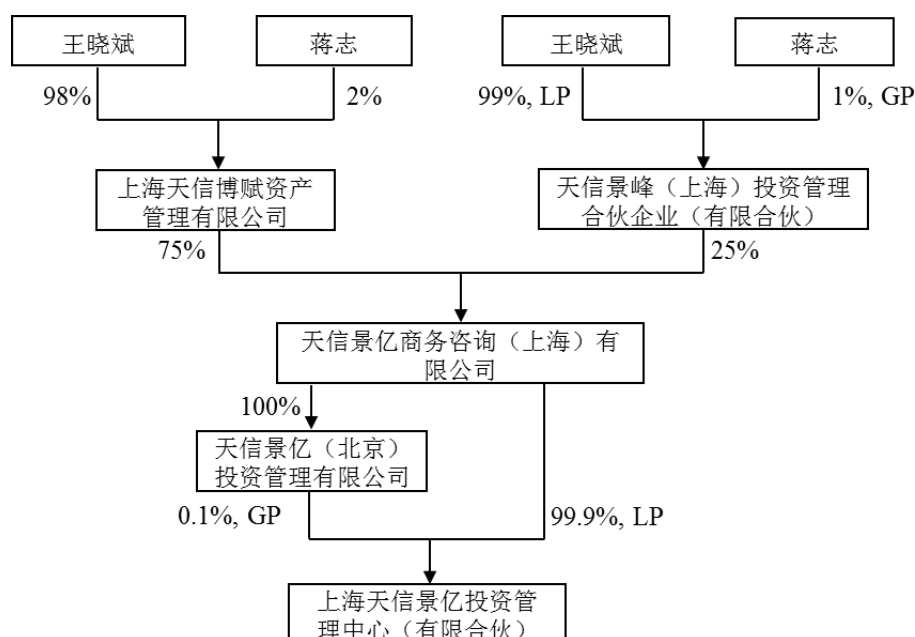 王晓斌
蒋志
王晓斌
蒋志
98%
2%
99%, LP
1%, GP
上海天信博赋资产
管理有限公司
天信景峰（上海）投资管理
合伙企业（有限合伙）
75%
25%
天信景亿商务咨询（上海）有
限公司
100%
天信景亿（北京）
投资管理有限公司
0.1%, GP
99.9%, LP
上海天信景亿投资管
理中心（有限合伙）